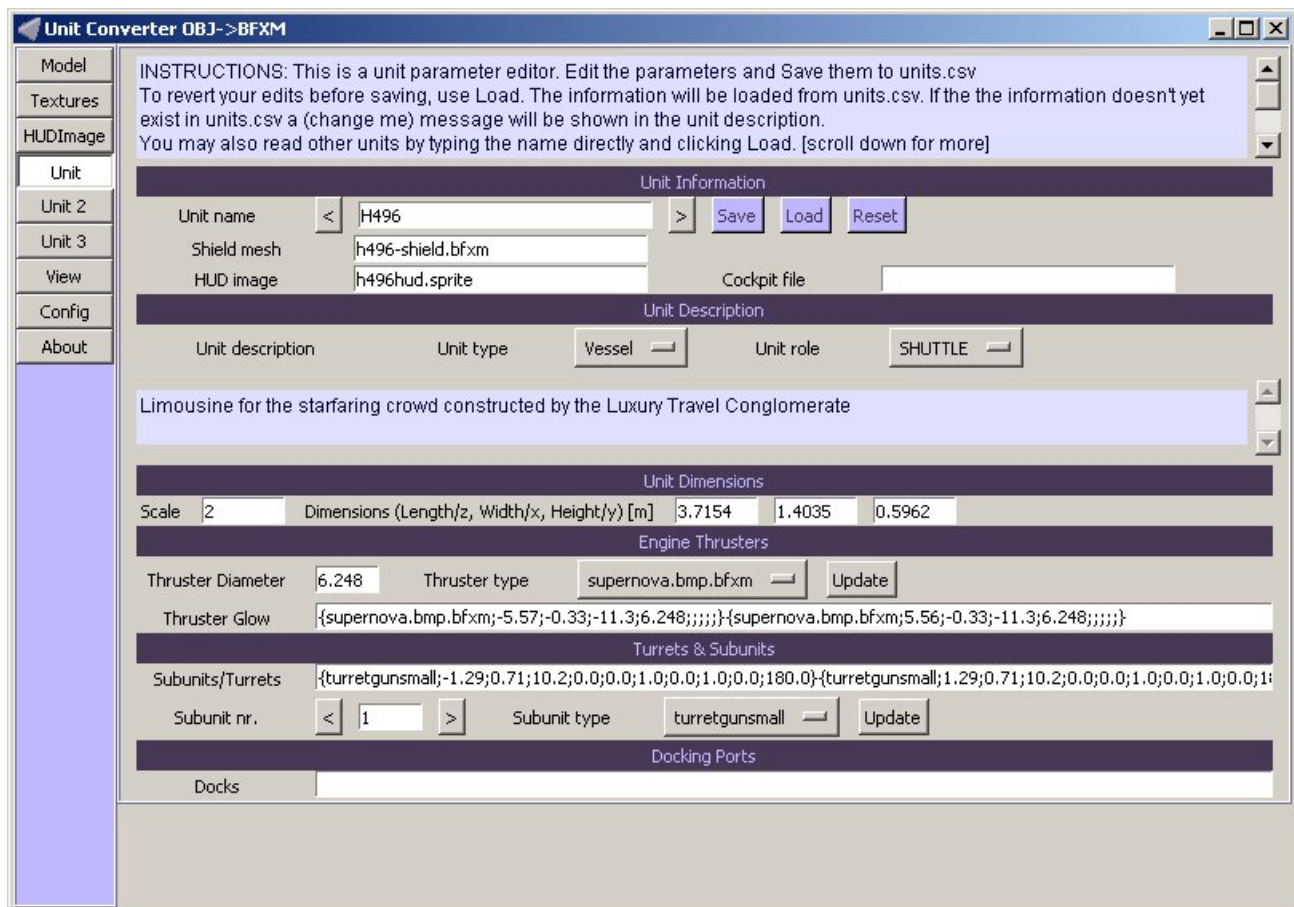 Unit Converter OBJ->BFXM
Model
Textures
HUDImage
Unit
Unit 2
Unit 3
View
Config
About
INSTRUCTIONS: This is a unit parameter editor. Edit the parameters and Save them to units.csv
To revert your edits before saving, use Load. The information will be loaded from units.csv. If the the information doesn't yet
exist in units.csv a (change me) message will be shown in the unit description.
You may also read other units by typing the name directly and clicking Load. [scroll down for more]
Unit Information
Unit name < H496 > Save Load Reset
Shield mesh h496-shield.bfxm
HUD image h496hud.sprite Cockpit file
Unit Description
Unit description Unit type Vessel Unit role SHUTTLE
Limousine for the starfaring crowd constructed by the Luxury Travel Conglomerate
Unit Dimensions
Scale 2 Dimensions (Length/z, Width/x, Height/y) [m] 3.7154 1.4035 0.5962
Engine Thrusters
Thruster Diameter 6.248 Thruster type supernova.bmp.bfxm Update
Thruster Glow {supernova.bmp.bfxm;-5.57;-0.33;-11.3;6.248;;;;;}{supernova.bmp.bfxm;5.56;-0.33;-11.3;6.248;;;;;}
Turrets & Subunits
Subunits/Turrets {turretgunsmall;-1.29;0.71;10.2;0.0;0.0;1.0;0.0;1.0;0.0;180.0}{turretgunsmall;1.29;0.71;10.2;0.0;0.0;1.0;0.0;1.0;0.0;1
Subunit nr. < 1 > Subunit type turretgunsmall Update
Docking Ports
Docks